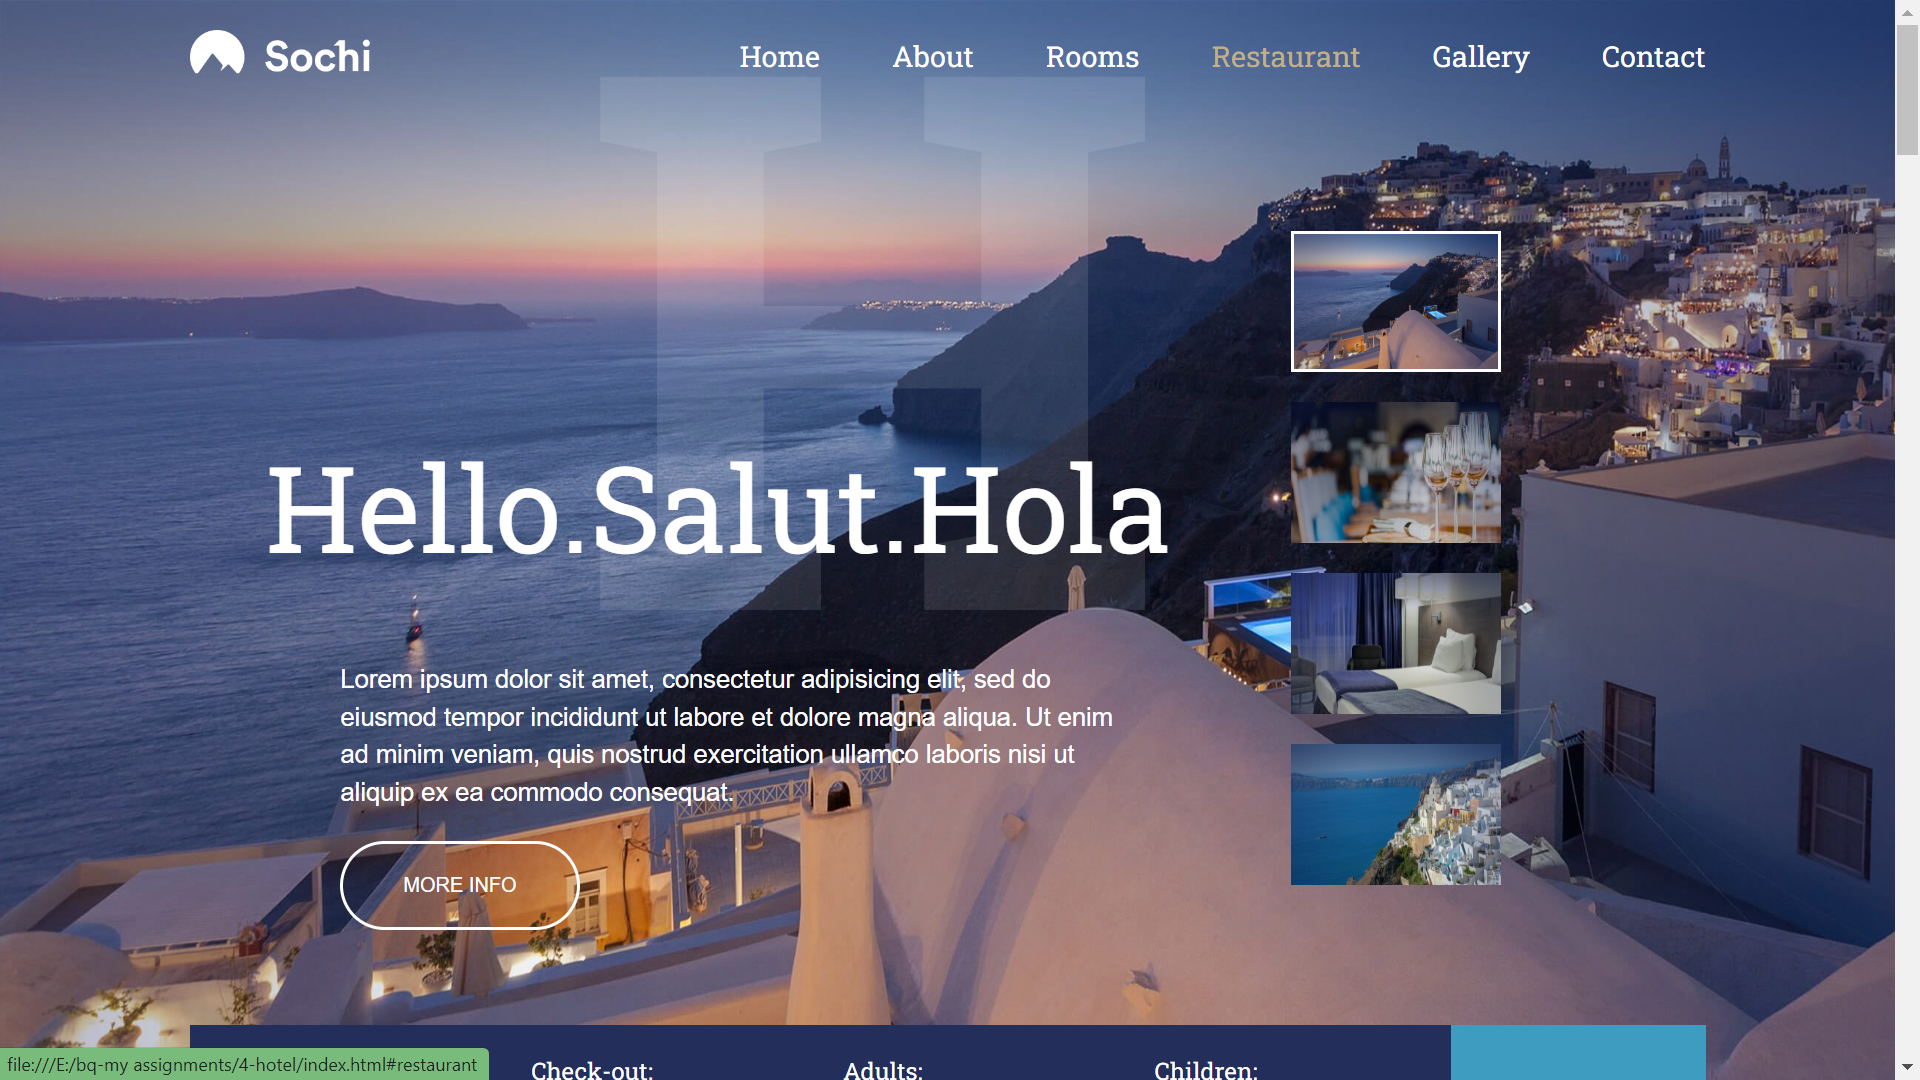 Sochi
Home
About
Rooms
Restaurant
Gallery
Contact
H
Hello.Salut.Hola
Lorem ipsum dolor sit amet, consectetur adipisicing elit, sed do
eiusmod tempor incididunt ut labore et dolore magna aliqua. Ut enim
ad minim veniam, quis nostrud exercitation ullamco laboris nisi ut
aliquip ex ea commodo consequat.
MORE INFO
Check-out:
Adults:
Children:
file:///E:/bq-my assignments/4-hotel/index.html#restaurant